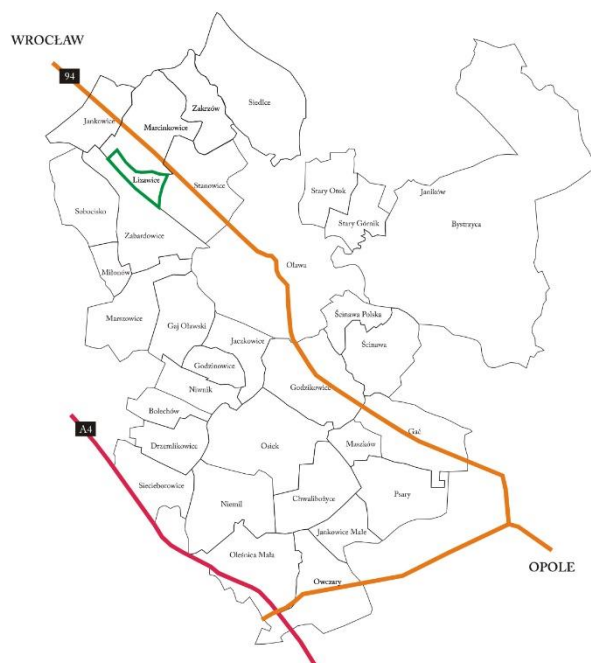 WROCŁAW
94
Siedlce
Zakrzów
Jankowice
Marcinkowice
Lizawice
Stanowice
Stary Otok
Janików
Sobocisko
Stary Górnik
Bystrzyca
Zabardowice
Oława
Miłonów
Marszowice
Ścinawa Polska
Gaj Oławski
Jaczkowice
Ścinawa
Godzinowice
Godzikowice
Niwnik
Bolechów
A4
Gać
Drzemlikowice
Osiek
Maszków
Siecieborowice
Psary
Chwalibożyce
Niemil
Jankowice Małe
Oleśnica Mała
OPOLE
Owczary